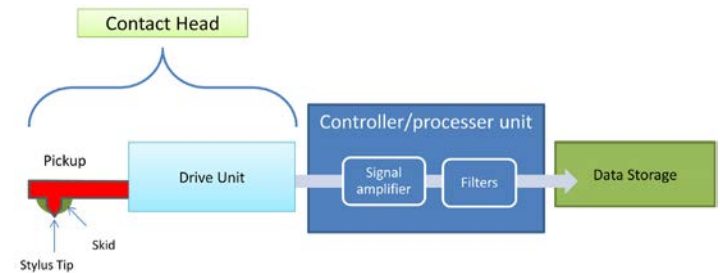 Contact Head
Controller/processer unit
Pickup
Drive Unit
Signal
amplifier
Filters
Data Storage
Skid
Stylus Tip